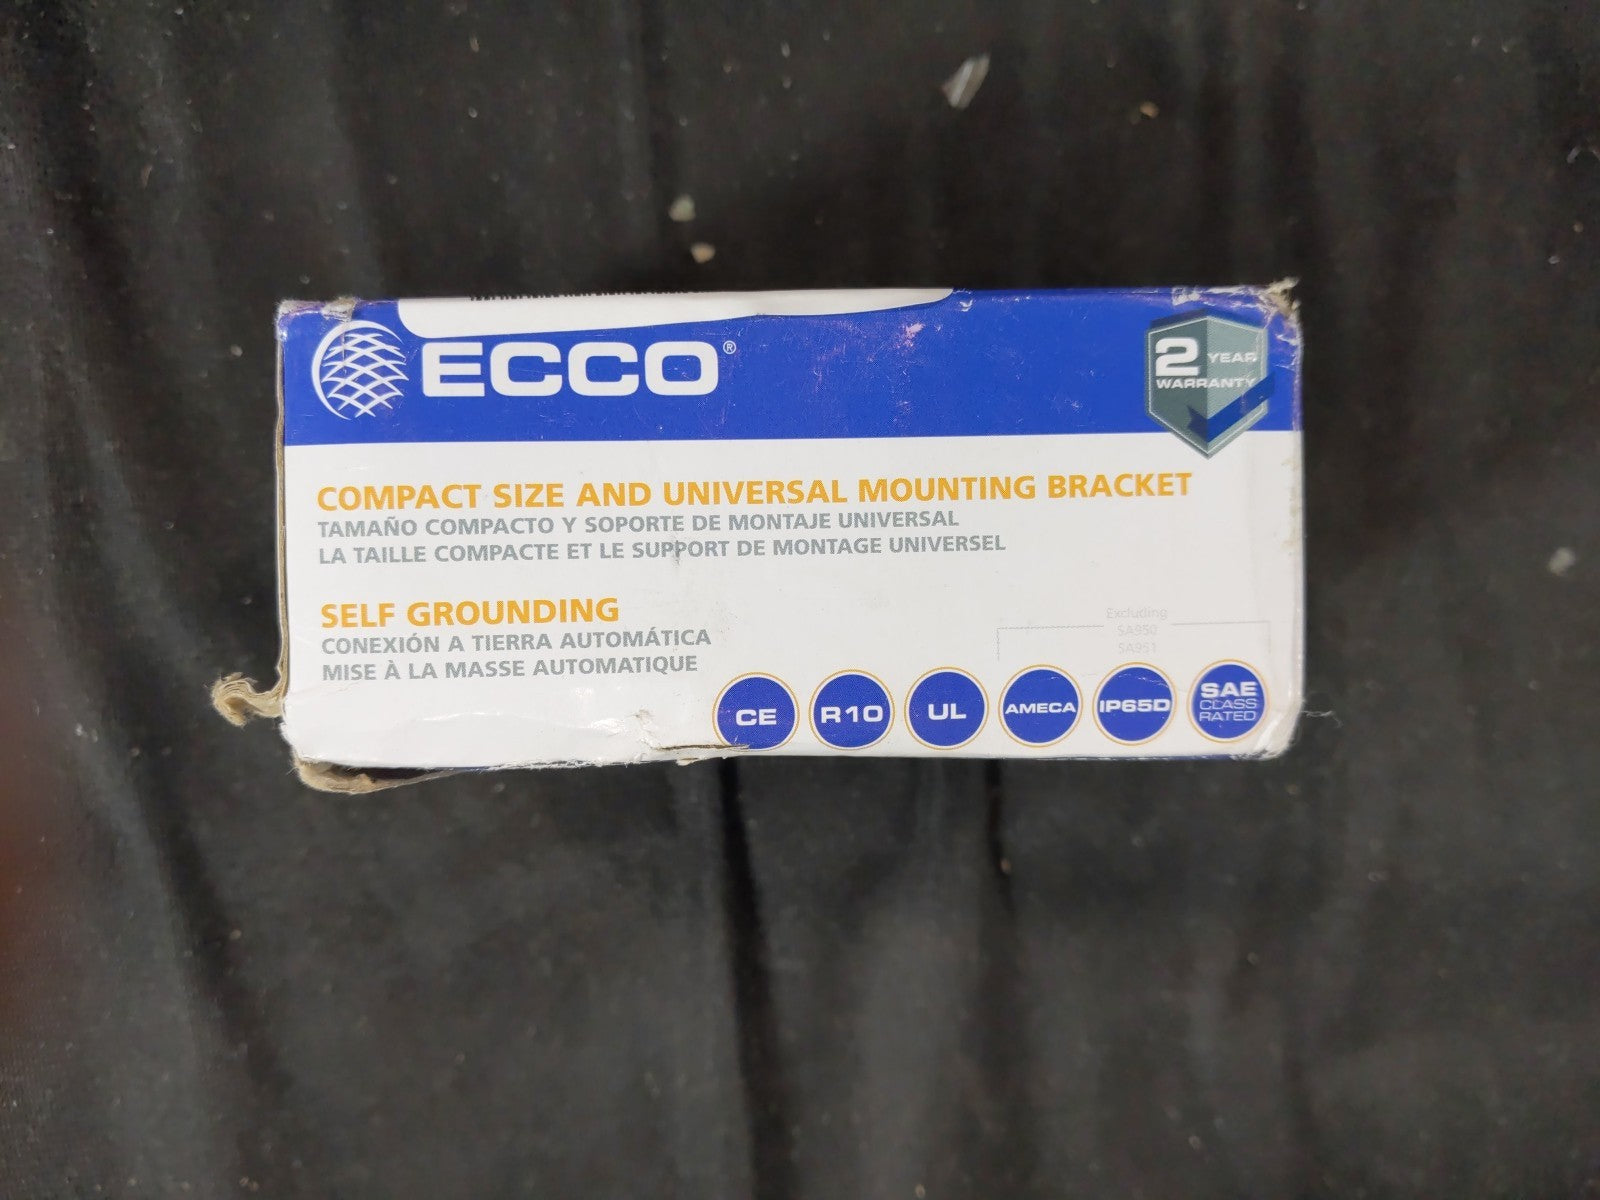 ECCO®
2 YEAR
WARRANTY
COMPACT SIZE AND UNIVERSAL MOUNTING BRACKET
TAMAÑO COMPACTO Y SOPORTE DE MONTAJE UNIVERSAL
LA TAILLE COMPACTE ET LE SUPPORT DE MONTAGE UNIVERSEL
SELF GROUNDING
CONEXIÓN A TIERRA AUTOMÁTICA
MISE À LA MASSE AUTOMATIQUE
Excluding
SA950
SA951
CE
R10
UL
AMECA
IP65D
SAE
CLASS
RATED